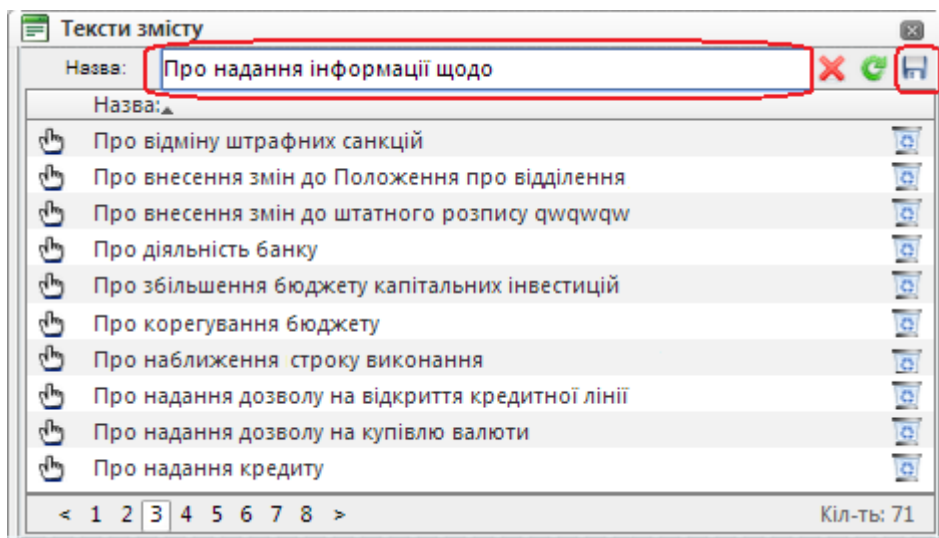 Тексти змісту
Назва: Про надання інформації щодо
Назва:
Про відміну штрафних санкцій
Про внесення змін до Положення про відділення
Про внесення змін до штатного розпису qwqwqw
Про діяльність банку
Про збільшення бюджету капітальних інвестицій
Про корегування бюджету
Про наближення  строку виконання
Про надання дозволу на відкриття кредитної лінії
Про надання дозволу на купівлю валюти
Про надання кредиту
< 1 2 3 4 5 6 7 8 > Кіл-ть: 71